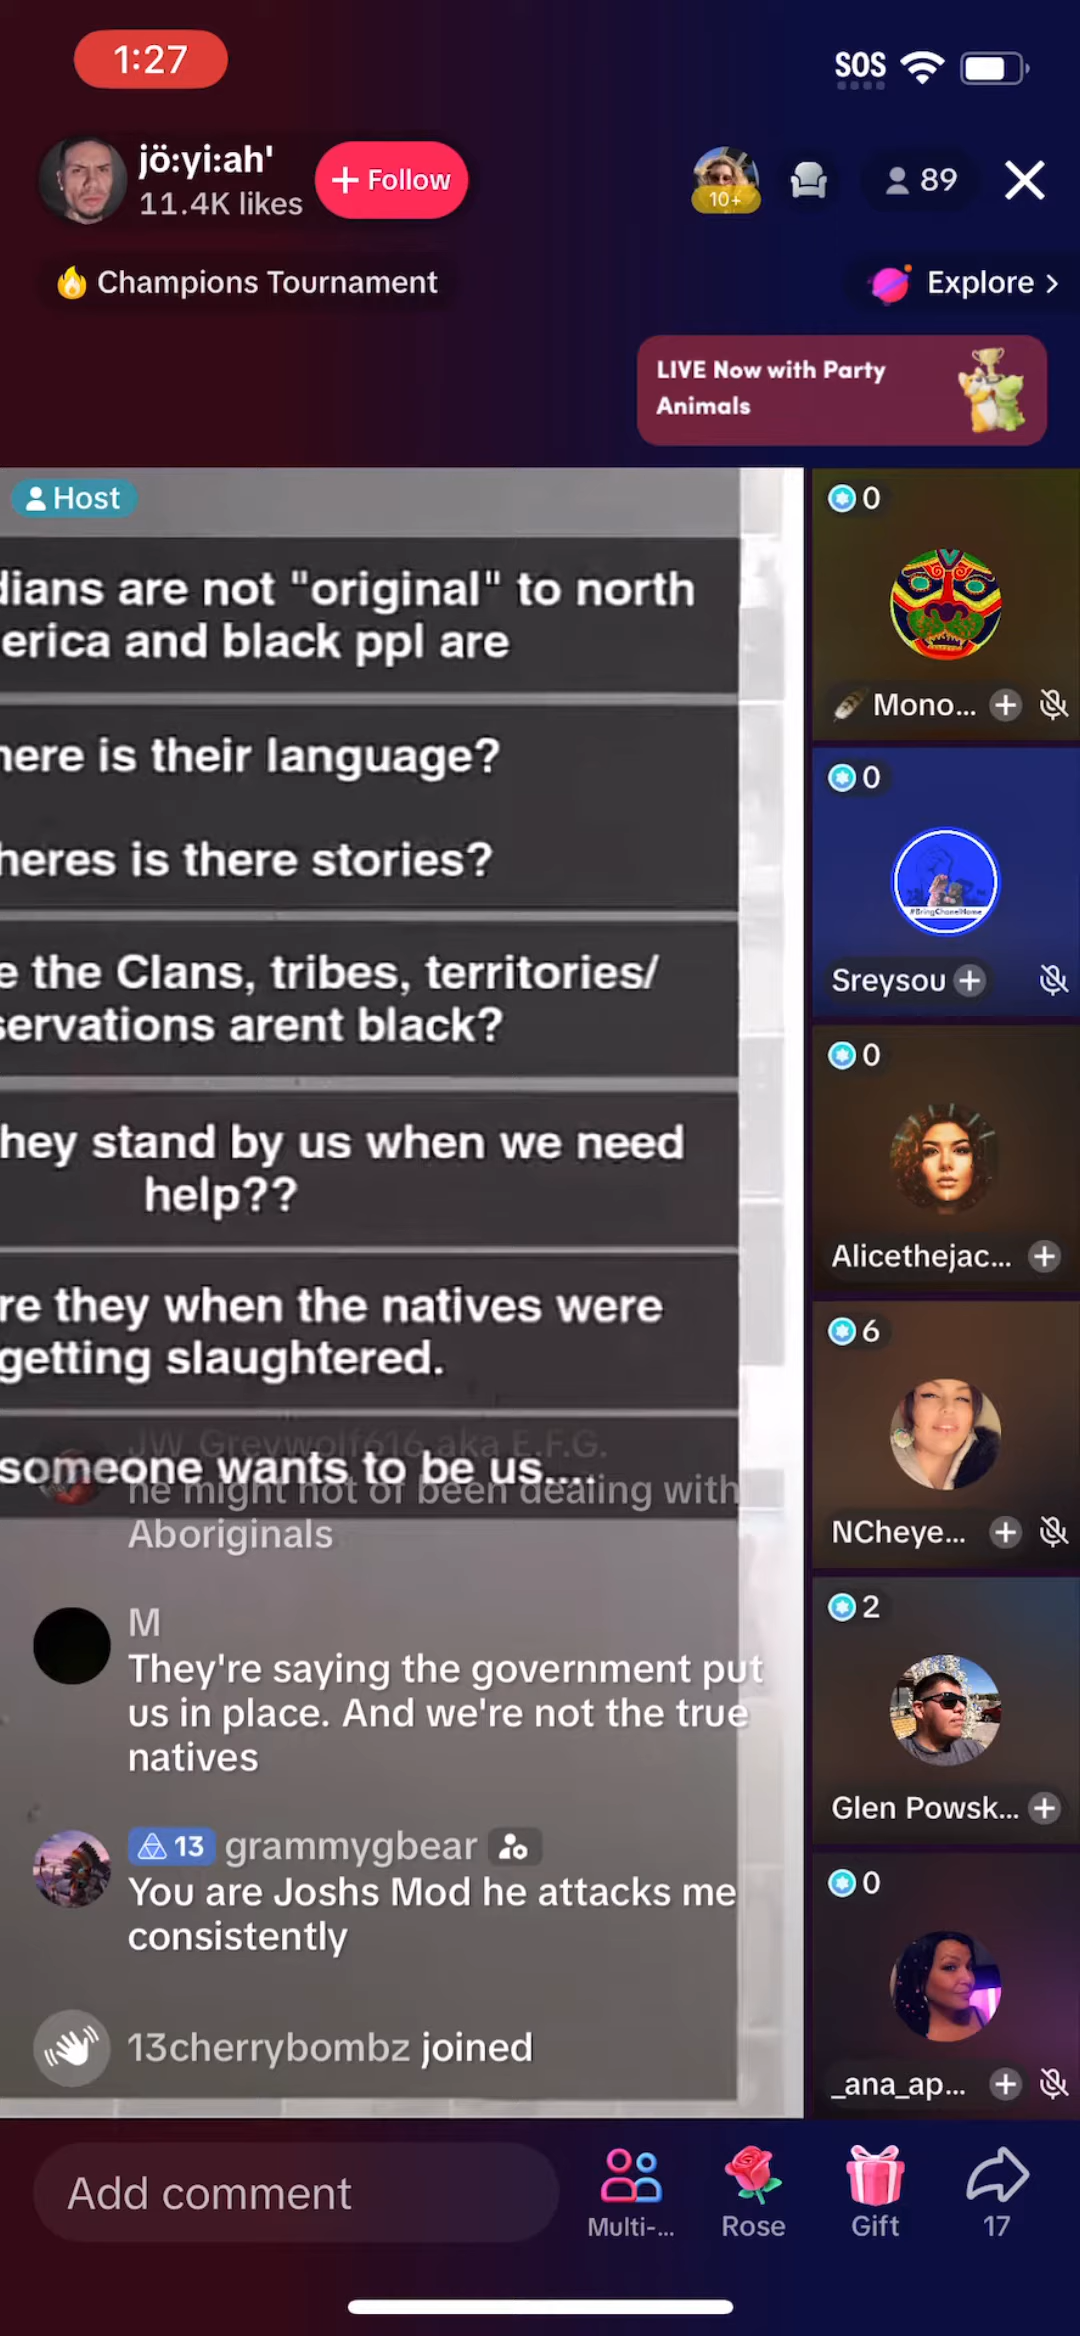 1:27
SOS
jö:yi:ah'
11.4K likes
+ Follow
10+
89
Champions Tournament
Explore >
LIVE Now with Party
Animals
Host
dians are not "original" to north
erica and black ppl are
here is their language?
heres is there stories?
e the Clans, tribes, territories/
servations arent black?
hey stand by us when we need
help??
re they when the natives were
getting slaughtered.
someone wants to be us....
JW Greywolf616 aka E.F.G.
he might not of been dealing with
Aboriginals
M
They're saying the government put
us in place. And we're not the true
natives
13 grammygbear
You are Joshs Mod he attacks me
consistently
13cherrybombz joined
0
Mono...
0
#BringChanelHome
Sreysou
0
Alicethejac...
6
NCheye...
2
Glen Powsk...
0
_ana_ap...
Add comment
Multi-...
Rose
Gift
17